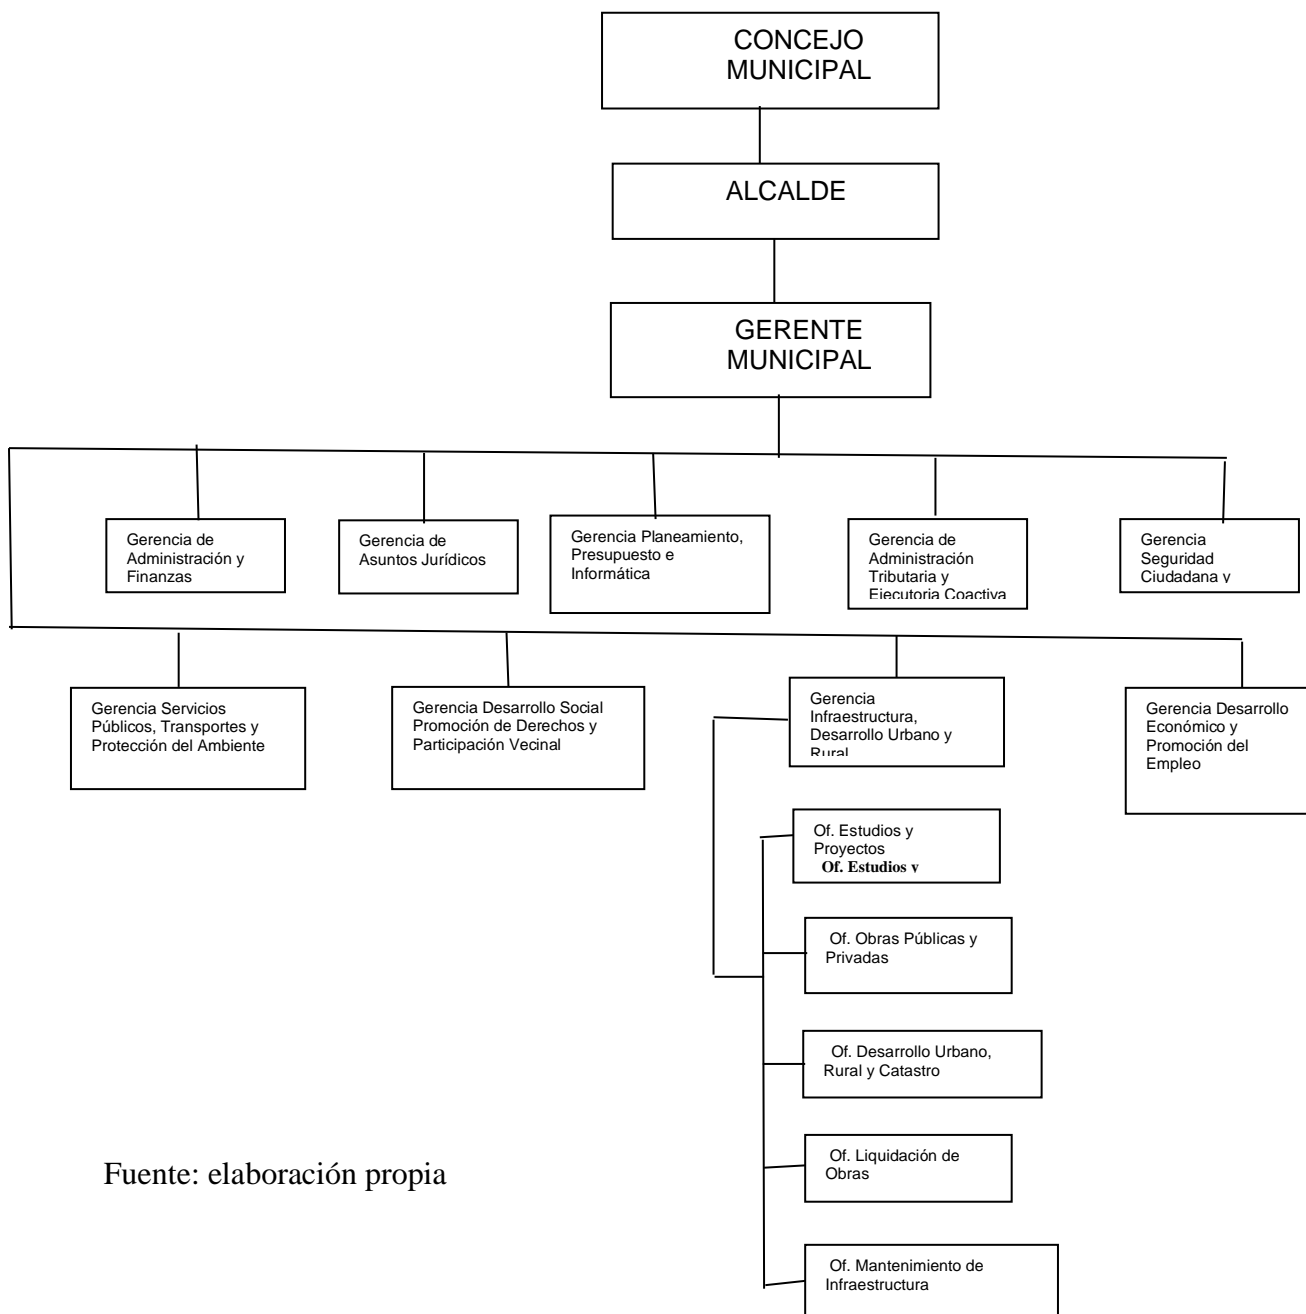 CONCEJO
MUNICIPAL
ALCALDE
GERENTE
MUNICIPAL
Gerencia de
Administración y
Finanzas
Gerencia de
Asuntos Jurídicos
Gerencia Planeamiento,
Presupuesto e
Informática
Gerencia de
Administración
Tributaria y
Ejecutoria Coactiva
Gerencia
Seguridad
Ciudadana y
Gerencia Servicios
Públicos, Transportes y
Protección del Ambiente
Gerencia Desarrollo Social
Promoción de Derechos y
Participación Vecinal
Gerencia
Infraestructura,
Desarrollo Urbano y
Rural
Gerencia Desarrollo
Económico y
Promoción del
Empleo
Of. Estudios y
Proyectos
Of. Estudios y
Of. Obras Públicas y
Privadas
Of. Desarrollo Urbano,
Rural y Catastro
Of. Liquidación de
Obras
Of. Mantenimiento de
Infraestructura
Fuente: elaboración propia